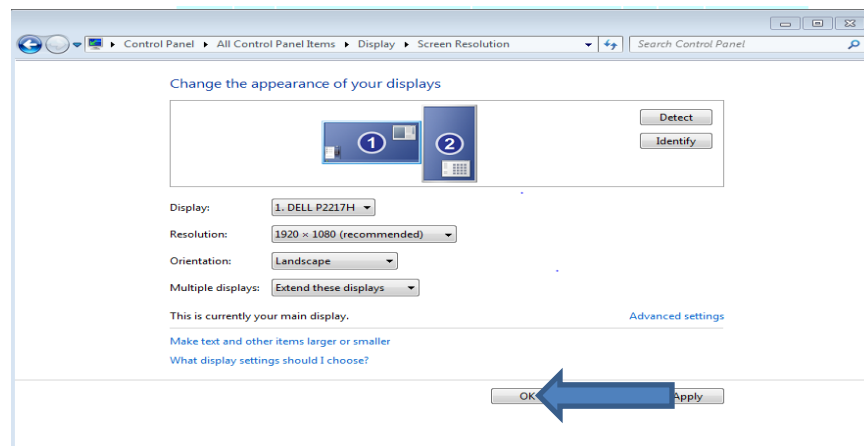 Control Panel ▸ All Control Panel Items ▸ Display ▸ Screen Resolution
Search Control Panel
Change the appearance of your displays
1
2
Detect
Identify
Display: 1. DELL P2217H
Resolution: 1920 × 1080 (recommended)
Orientation: Landscape
Multiple displays: Extend these displays
This is currently your main display.
Advanced settings
Make text and other items larger or smaller
What display settings should I choose?
OK
Apply